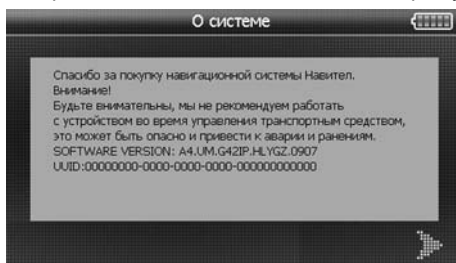 О системе
Спасибо за покупку навигационной системы Навител.
Внимание!
Будьте внимательны, мы не рекомендуем работать
с устройством во время управления транспортным средством,
это может быть опасно и привести к аварии и ранениям.
SOFTWARE VERSION: A4.UM.G42IP.HLYGZ.0907
UUID:00000000-0000-0000-0000-000000000000